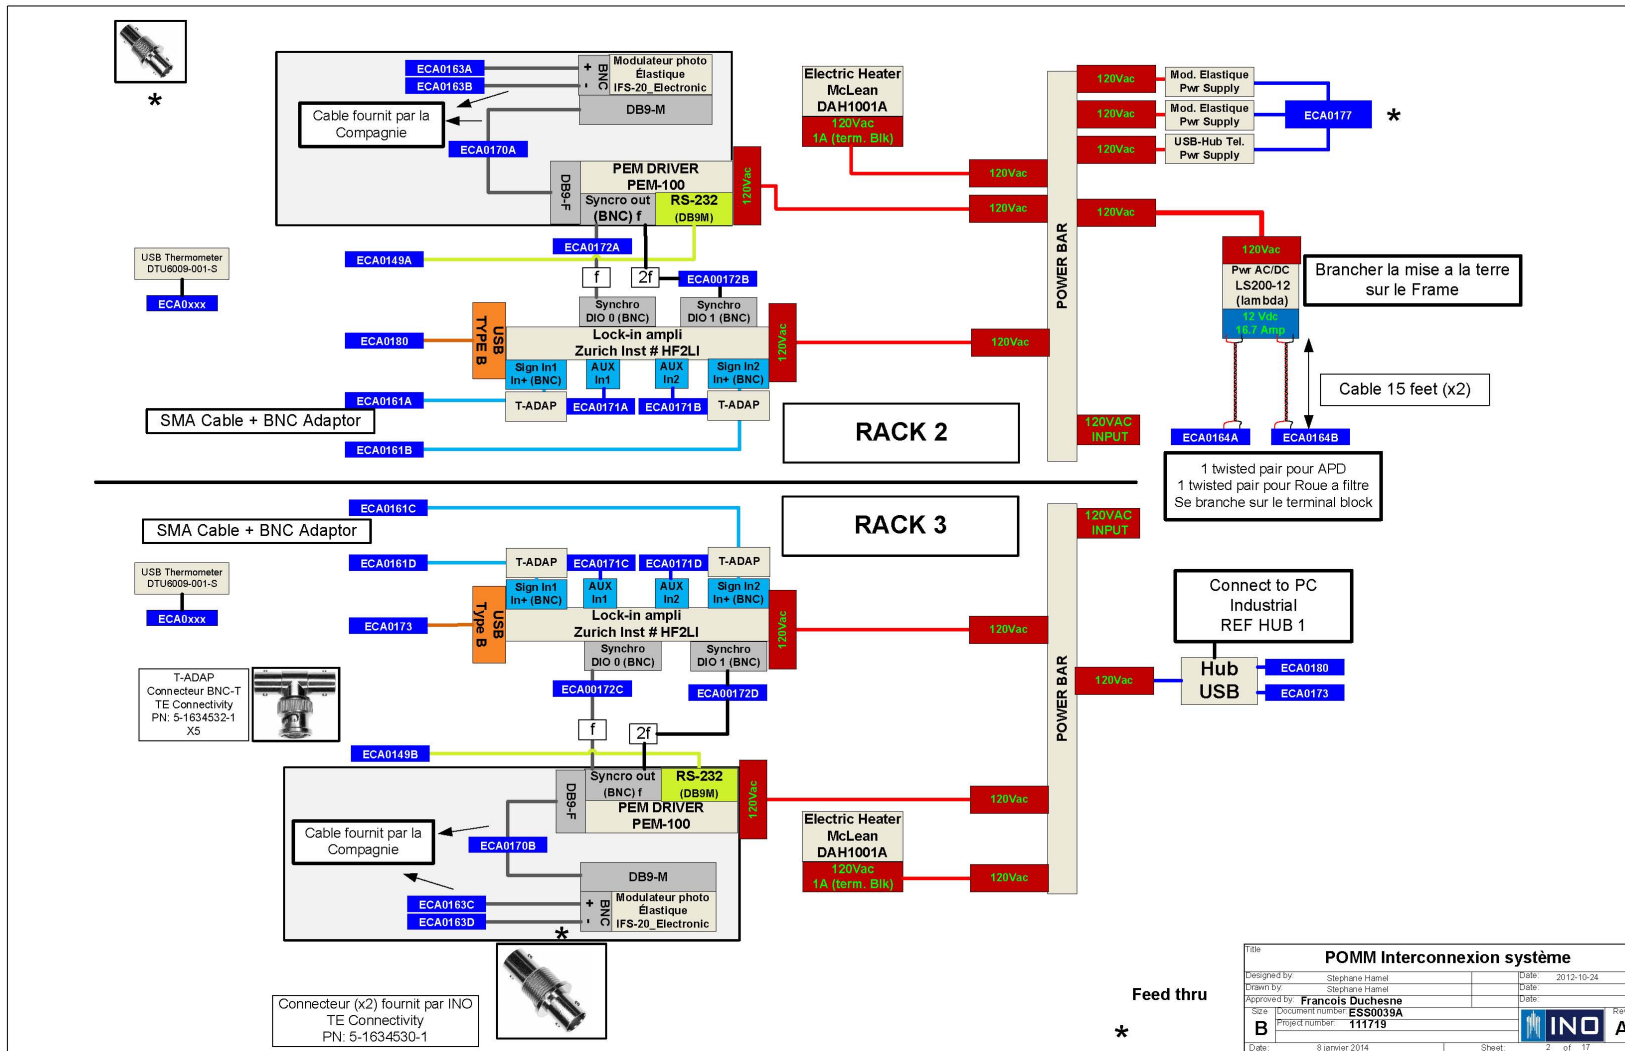 *
ECA0163A
ECA0163B
+
-
BNC
Modulateur photo
Élastique
IFS-20_Electronic
DB9-M
Cable fournit par la
Compagnie
ECA0170A
DB9-F
PEM DRIVER
PEM-100
Syncro out
(BNC) f
RS-232
(DB9M)
120Vac
Electric Heater
McLean
DAH1001A
120Vac
1A (term. Blk)
120Vac
120Vac
120Vac
POWER BAR
120Vac
Mod. Elastique
Pwr Supply
120Vac
Mod. Elastique
Pwr Supply
120Vac
USB-Hub Tel.
Pwr Supply
ECA0177
*
120Vac
120Vac
Pwr AC/DC
LS200-12
(lambda)
12 Vdc
16.7 Amp
Brancher la mise a la terre
sur le Frame
Cable 15 feet (x2)
ECA0164A
ECA0164B
1 twisted pair pour APD
1 twisted pair pour Roue a filtre
Se branche sur le terminal block
120VAC
INPUT
USB Thermometer
DTU6009-001-S
ECA0xxx
ECA0149A
ECA0172A
f
2f
ECA00172B
Synchro
DIO 0 (BNC)
Synchro
DIO 1 (BNC)
ECA0180
USB
TYPE B
Lock-in ampli
Zurich Inst # HF2LI
120Vac
Sign In1
In+ (BNC)
AUX
In1
AUX
In2
Sign In2
In+ (BNC)
ECA0161A
T-ADAP
ECA0171A
ECA0171B
T-ADAP
SMA Cable + BNC Adaptor
ECA0161B
RACK 2
RACK 3
ECA0161C
SMA Cable + BNC Adaptor
ECA0161D
T-ADAP
ECA0171C
ECA0171D
T-ADAP
USB Thermometer
DTU6009-001-S
ECA0xxx
Sign In1
In+ (BNC)
AUX
In1
AUX
In2
Sign In2
In+ (BNC)
USB
Type B
ECA0173
Lock-in ampli
Zurich Inst # HF2LI
120Vac
Synchro
DIO 0 (BNC)
Synchro
DIO 1 (BNC)
ECA00172C
ECA00172D
f
2f
T-ADAP
Connecteur BNC-T
TE Connectivity
PN: 5-1634532-1
X5
120VAC
INPUT
120Vac
POWER BAR
120Vac
Connect to PC
Industrial
REF HUB 1
Hub
USB
ECA0180
ECA0173
ECA0149B
Syncro out
(BNC) f
RS-232
(DB9M)
DB9-F
PEM DRIVER
PEM-100
120Vac
120Vac
Electric Heater
McLean
DAH1001A
120Vac
1A (term. Blk)
120Vac
Cable fournit par la
Compagnie
ECA0170B
DB9-M
ECA0163C
ECA0163D
+
-
BNC
Modulateur photo
Élastique
IFS-20_Electronic
*
Connecteur (x2) fournit par INO
TE Connectivity
PN: 5-1634530-1
Feed thru
*
Title
POMM Interconnexion système
Designed by: Stephane Hamel Date: 2012-10-24
Drawn by: Stephane Hamel Date:
Approved by: Francois Duchesne Date:
Size B
Document number: ESS0039A
Project number: 111719
INO
Rev A
Date: 8 janvier 2014 Sheet: 2 of 17